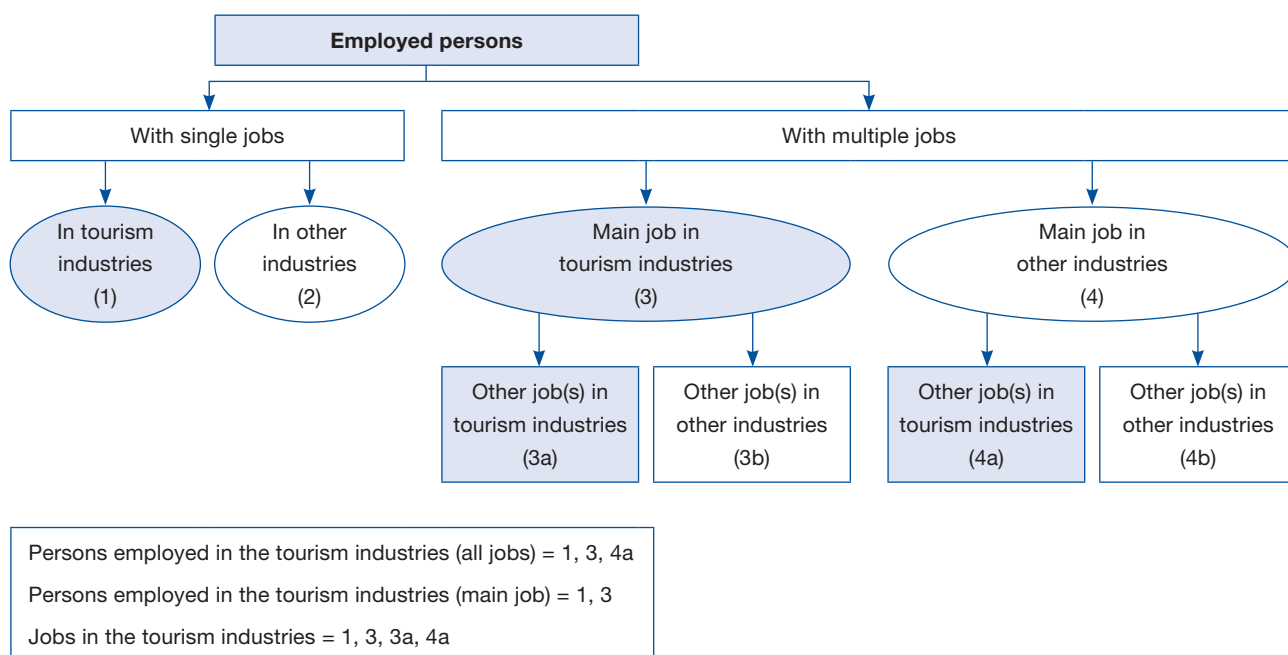 Employed persons
With single jobs
With multiple jobs
In tourism
industries
(1)
In other
industries
(2)
Main job in
tourism industries
(3)
Main job in
other industries
(4)
Other job(s) in
tourism industries
(3a)
Other job(s) in
other industries
(3b)
Other job(s) in
tourism industries
(4a)
Other job(s) in
other industries
(4b)
Persons employed in the tourism industries (all jobs) = 1, 3, 4a
Persons employed in the tourism industries (main job) = 1, 3
Jobs in the tourism industries = 1, 3, 3a, 4a